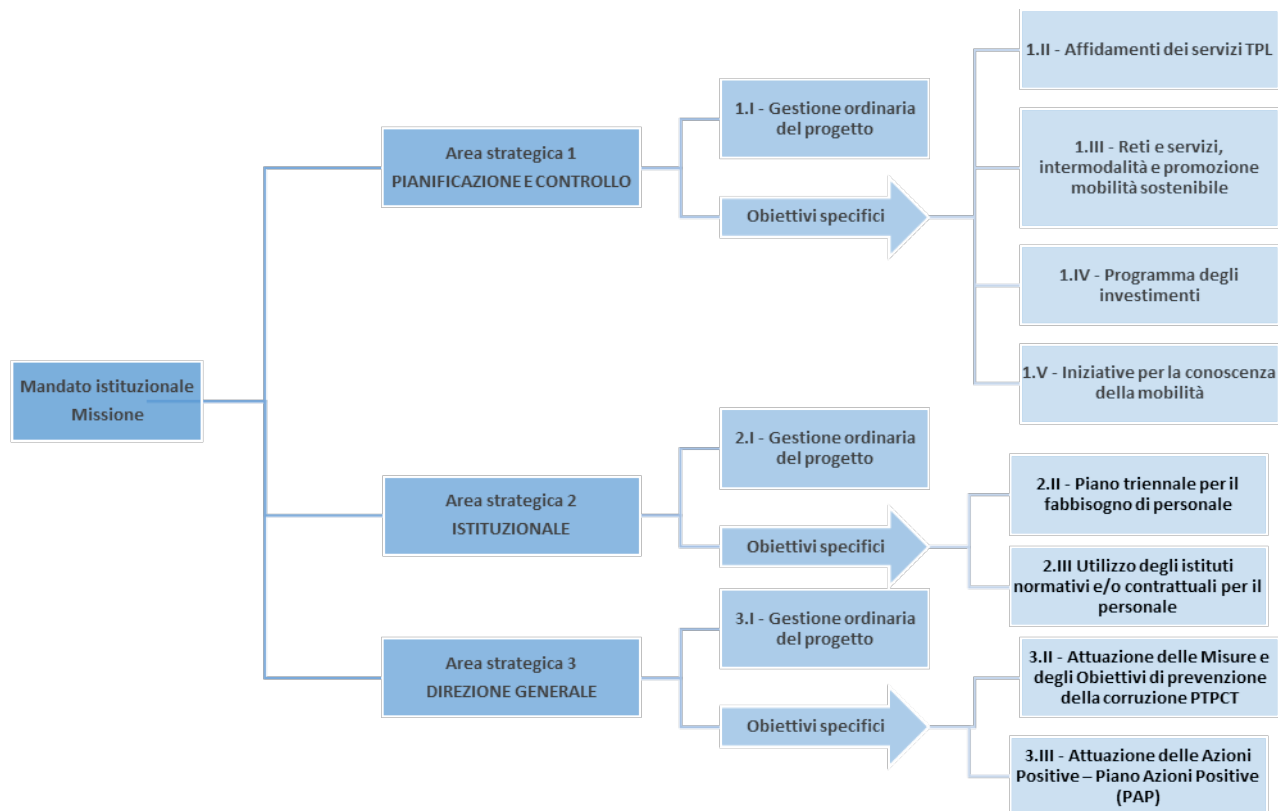 Mandato istituzionale
Missione
Area strategica 1
PIANIFICAZIONE E CONTROLLO
1.I - Gestione ordinaria
del progetto
Obiettivi specifici
1.II - Affidamenti dei servizi TPL
1.III - Reti e servizi,
intermodalità e promozione
mobilità sostenibile
1.IV - Programma degli
investimenti
1.V - Iniziative per la conoscenza
della mobilità
Area strategica 2
ISTITUZIONALE
2.I - Gestione ordinaria
del progetto
Obiettivi specifici
2.II - Piano triennale per il
fabbisogno di personale
2.III Utilizzo degli istituti
normativi e/o contrattuali per il
personale
Area strategica 3
DIREZIONE GENERALE
3.I - Gestione ordinaria
del progetto
Obiettivi specifici
3.II - Attuazione delle Misure e
degli Obiettivi di prevenzione
della corruzione PTPCT
3.III - Attuazione delle Azioni
Positive – Piano Azioni Positive
(PAP)